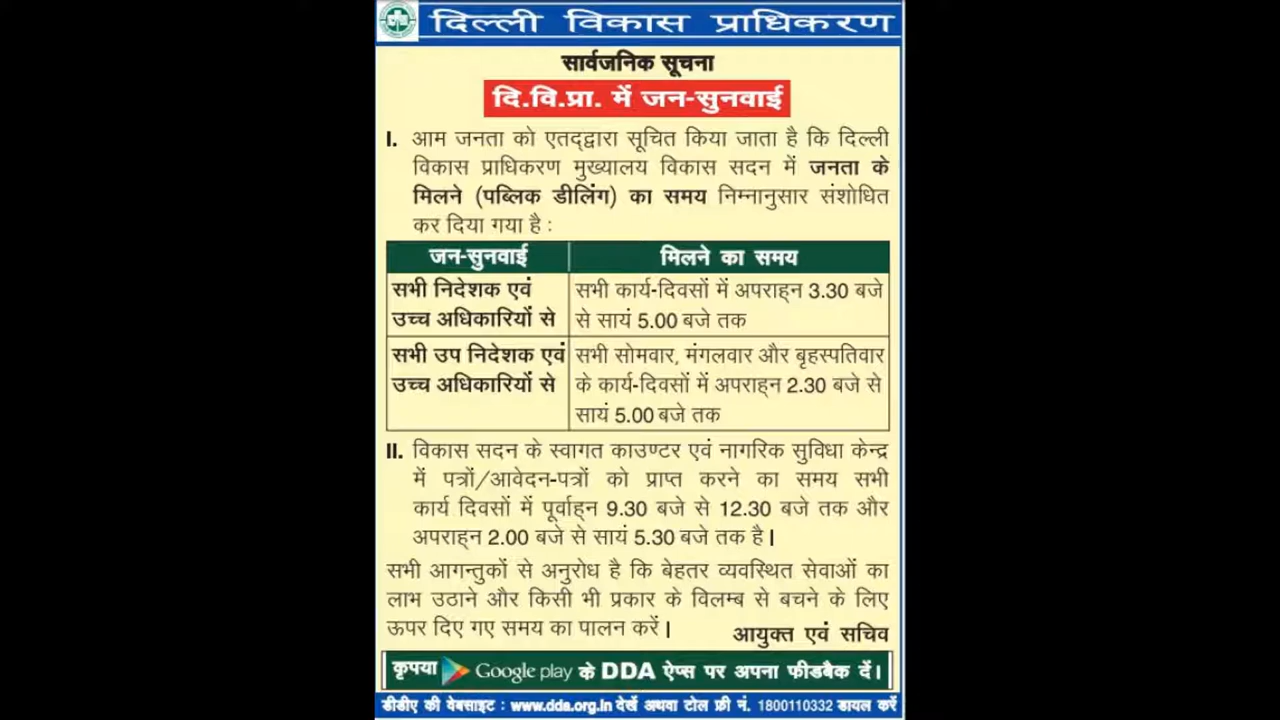 दिल्ली विकास प्राधिकरण
सार्वजनिक सूचना
दि.वि.प्रा. में जन-सुनवाई
I. आम जनता को एतद्द्वारा सूचित किया जाता है कि दिल्ली
विकास प्राधिकरण मुख्यालय विकास सदन में जनता के
मिलने (पब्लिक डीलिंग) का समय निम्नानुसार संशोधित
कर दिया गया है :
जन-सुनवाई मिलने का समय
सभी निदेशक एवं सभी कार्य-दिवसों में अपराह्न 3.30 बजे
उच्च अधिकारियों से से सायं 5.00 बजे तक
सभी उप निदेशक एवं सभी सोमवार, मंगलवार और बृहस्पतिवार
उच्च अधिकारियों से के कार्य-दिवसों में अपराह्न 2.30 बजे से
सायं 5.00 बजे तक
II. विकास सदन के स्वागत काउण्टर एवं नागरिक सुविधा केन्द्र
में पत्रों/आवेदन-पत्रों को प्राप्त करने का समय सभी
कार्य दिवसों में पूर्वाह्न 9.30 बजे से 12.30 बजे तक और
अपराह्न 2.00 बजे से सायं 5.30 बजे तक है।
सभी आगन्तुकों से अनुरोध है कि बेहतर व्यवस्थित सेवाओं का
लाभ उठाने और किसी भी प्रकार के विलम्ब से बचने के लिए
ऊपर दिए गए समय का पालन करें।
आयुक्त एवं सचिव
कृपया Google play के DDA ऐप्स पर अपना फीडबैक दें।
डीडीए की वेबसाइट : www.dda.org.in देखें अथवा टोल फ्री नं. 1800110332 डायल करें